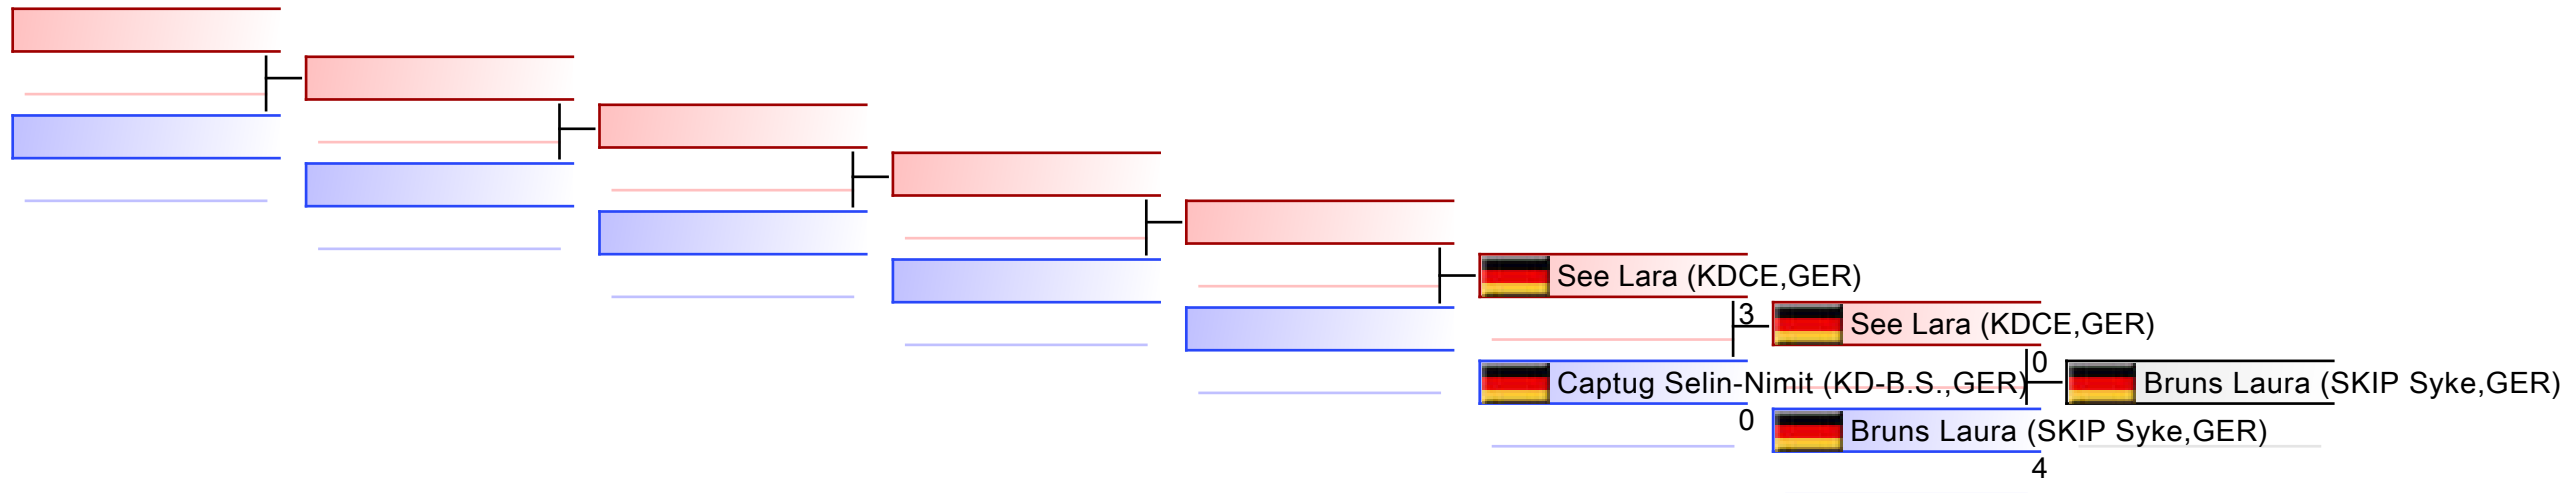 See Lara (KDCE,GER)
3
See Lara (KDCE,GER)
0
Captug Selin-Nimit (KD-B.S.,GER)
Bruns Laura (SKIP Syke,GER)
0
Bruns Laura (SKIP Syke,GER)
4